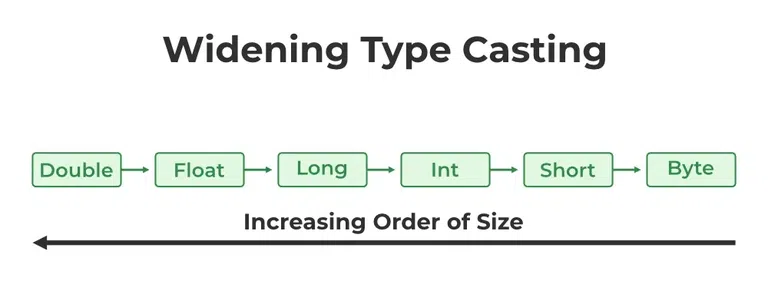 Widening Type Casting
Double Float Long Int Short Byte
Increasing Order of Size